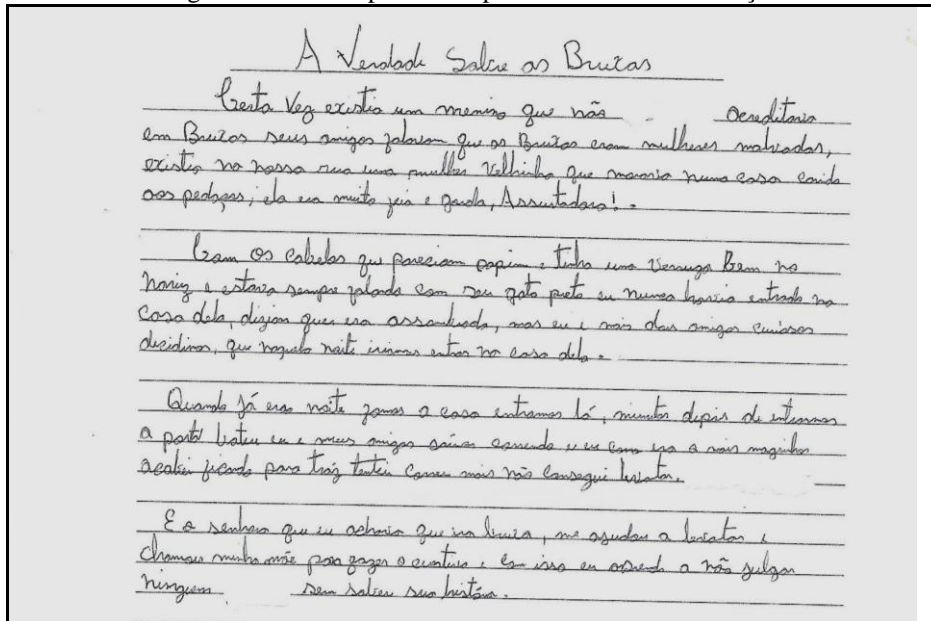 A Verdade Sobre as Bruxas
Certa Vez existia um menino que não acreditava
em Bruxas seus amigos falavam que as Bruxas eram mulheres malvadas,
existia na nossa rua uma mulher Velhinha que morava numa casa caida
aos pedaços, ela era muito feia e gorda, Assustadora!.
Com os cabelos que pareciam capim e tinha uma Verruga Bem no
Nariz e estava sempre falando com seu gato preto eu nunca havia entrado na
casa dela, diziam que era assombrada, mas eu e mais dois amigos curiosos
decidimos, que naquela noite iriamos entrar na casa dela.
Quando já era noite fomos a casa entramos lá, minutos depois de entrarmos
a porta bateu eu e meus amigos sairam correndo e eu como era a mais magrinha
acabei ficando para traz tentei correr mais não consegui levantar.
E a senhora que eu achava que era bruxa, me ajudou a levantar e
chamou minha mãe para fazer o curativo e com isso eu aprendi a não julgar
ninguem sem saber sua história.